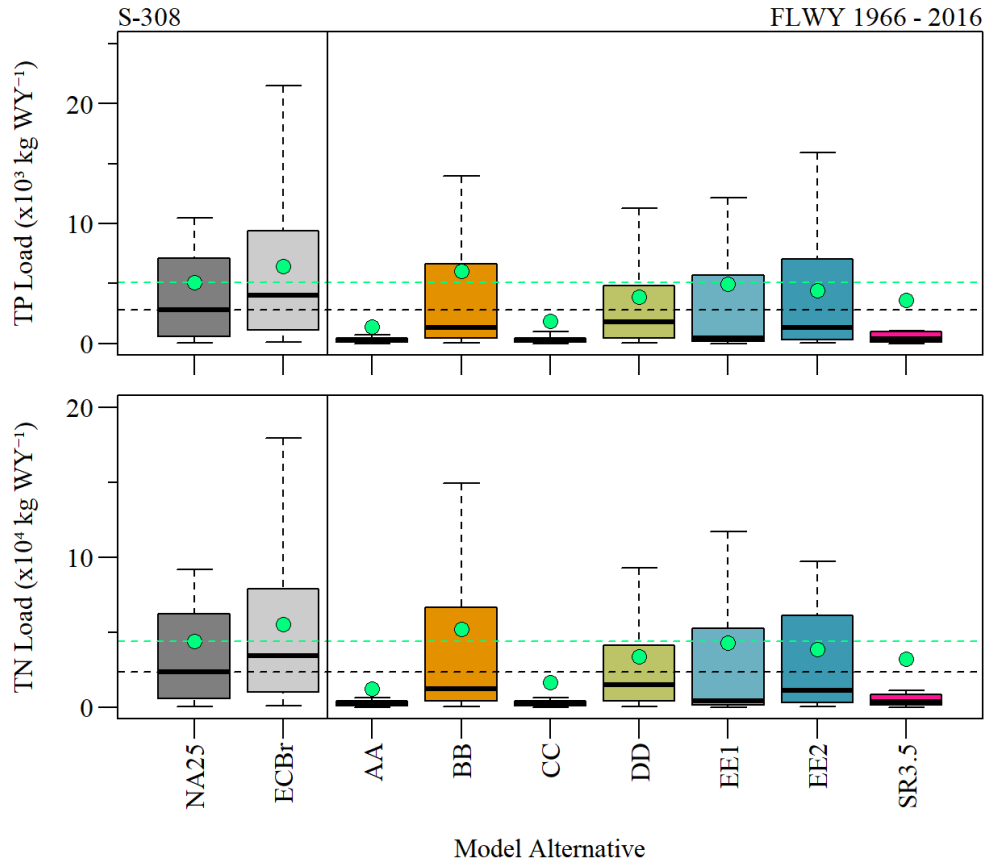 S-308 FLWY 1966 - 2016
TP Load (x10³ kg WY⁻¹)
20
10
0
TN Load (x10⁴ kg WY⁻¹)
20
10
0
NA25 ECBr AA BB CC DD EE1 EE2 SR3.5
Model Alternative